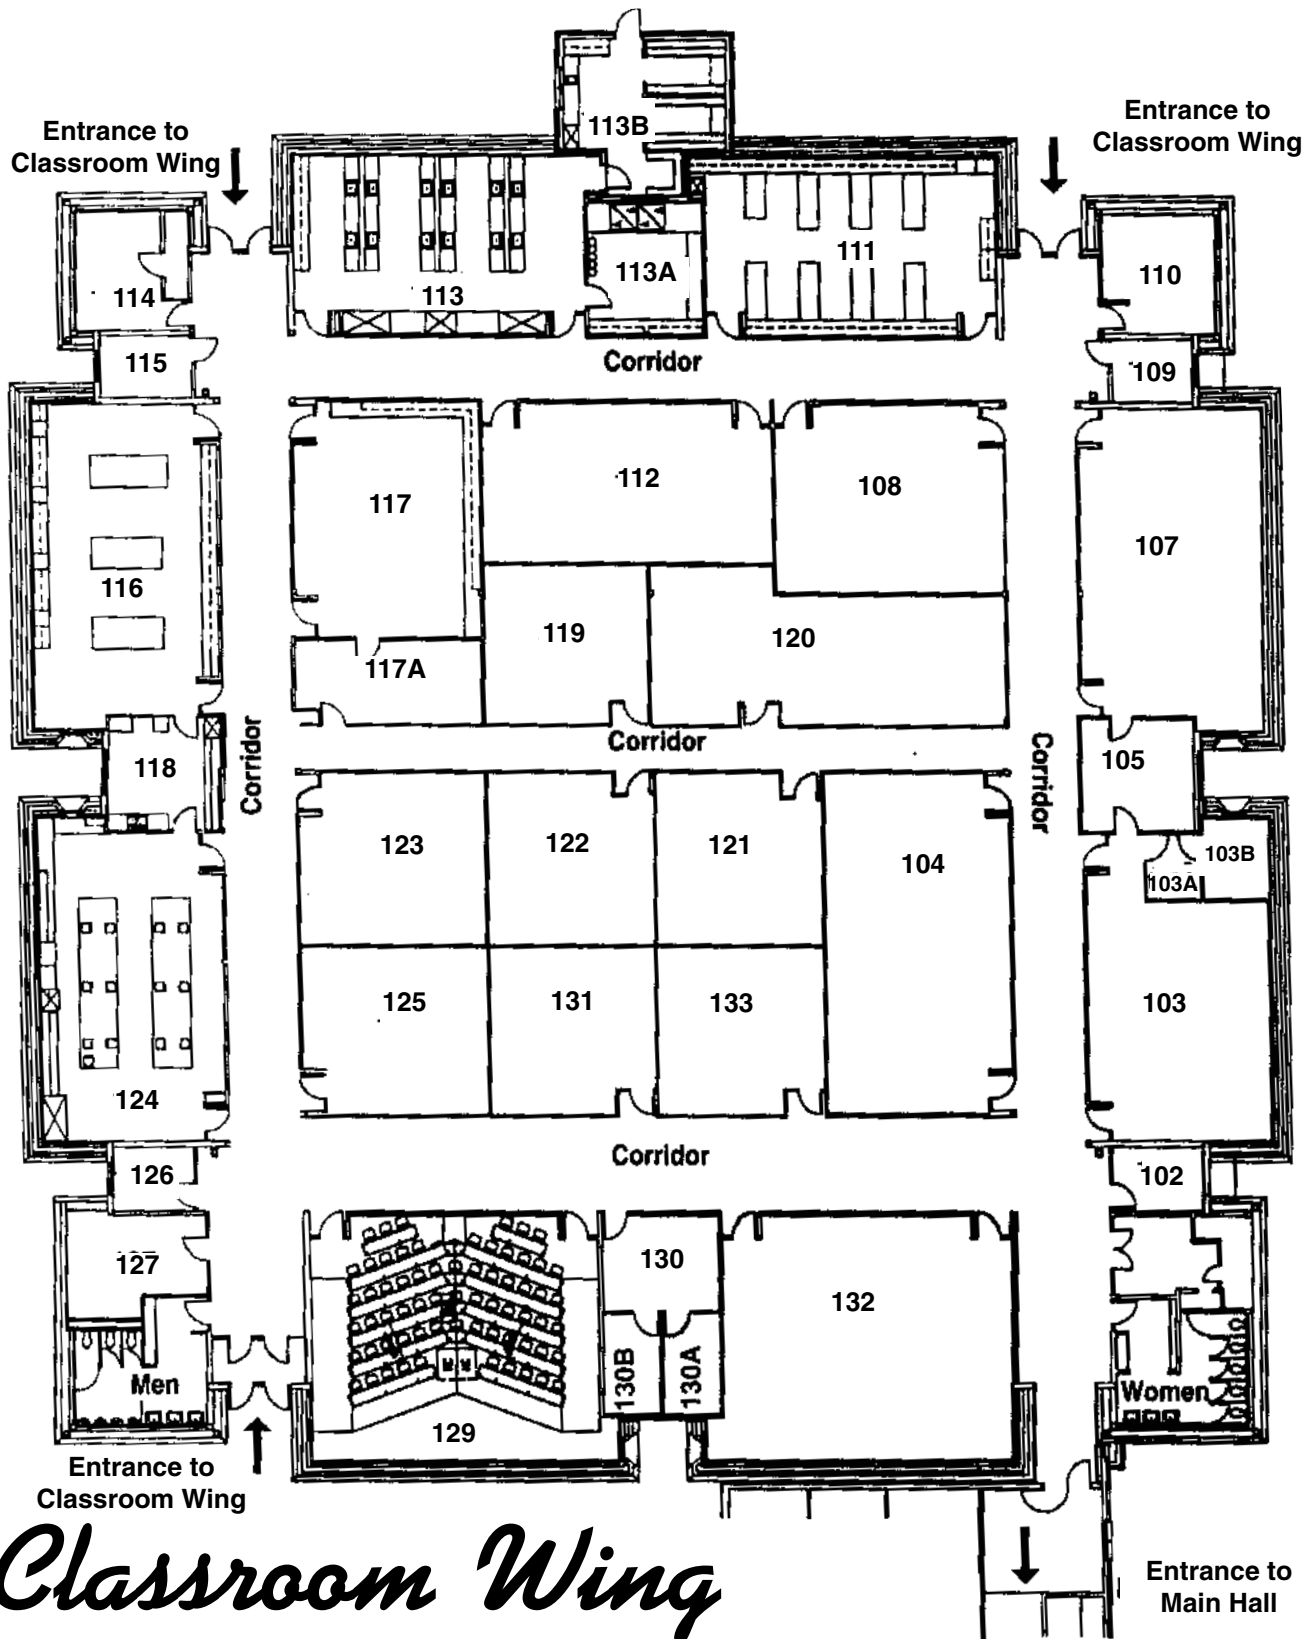 113B
Entrance to
Classroom Wing
Entrance to
Classroom Wing
114
113
113A
111
110
115
Corridor
109
117
112
108
107
116
119
120
117A
118
Corridor
Corridor
Corridor
105
123
122
121
104
103B
103A
125
131
133
103
124
126
Corridor
102
127
130
132
Men
130B
130A
Women
129
Entrance to
Classroom Wing
Classroom Wing
Entrance to
Main Hall